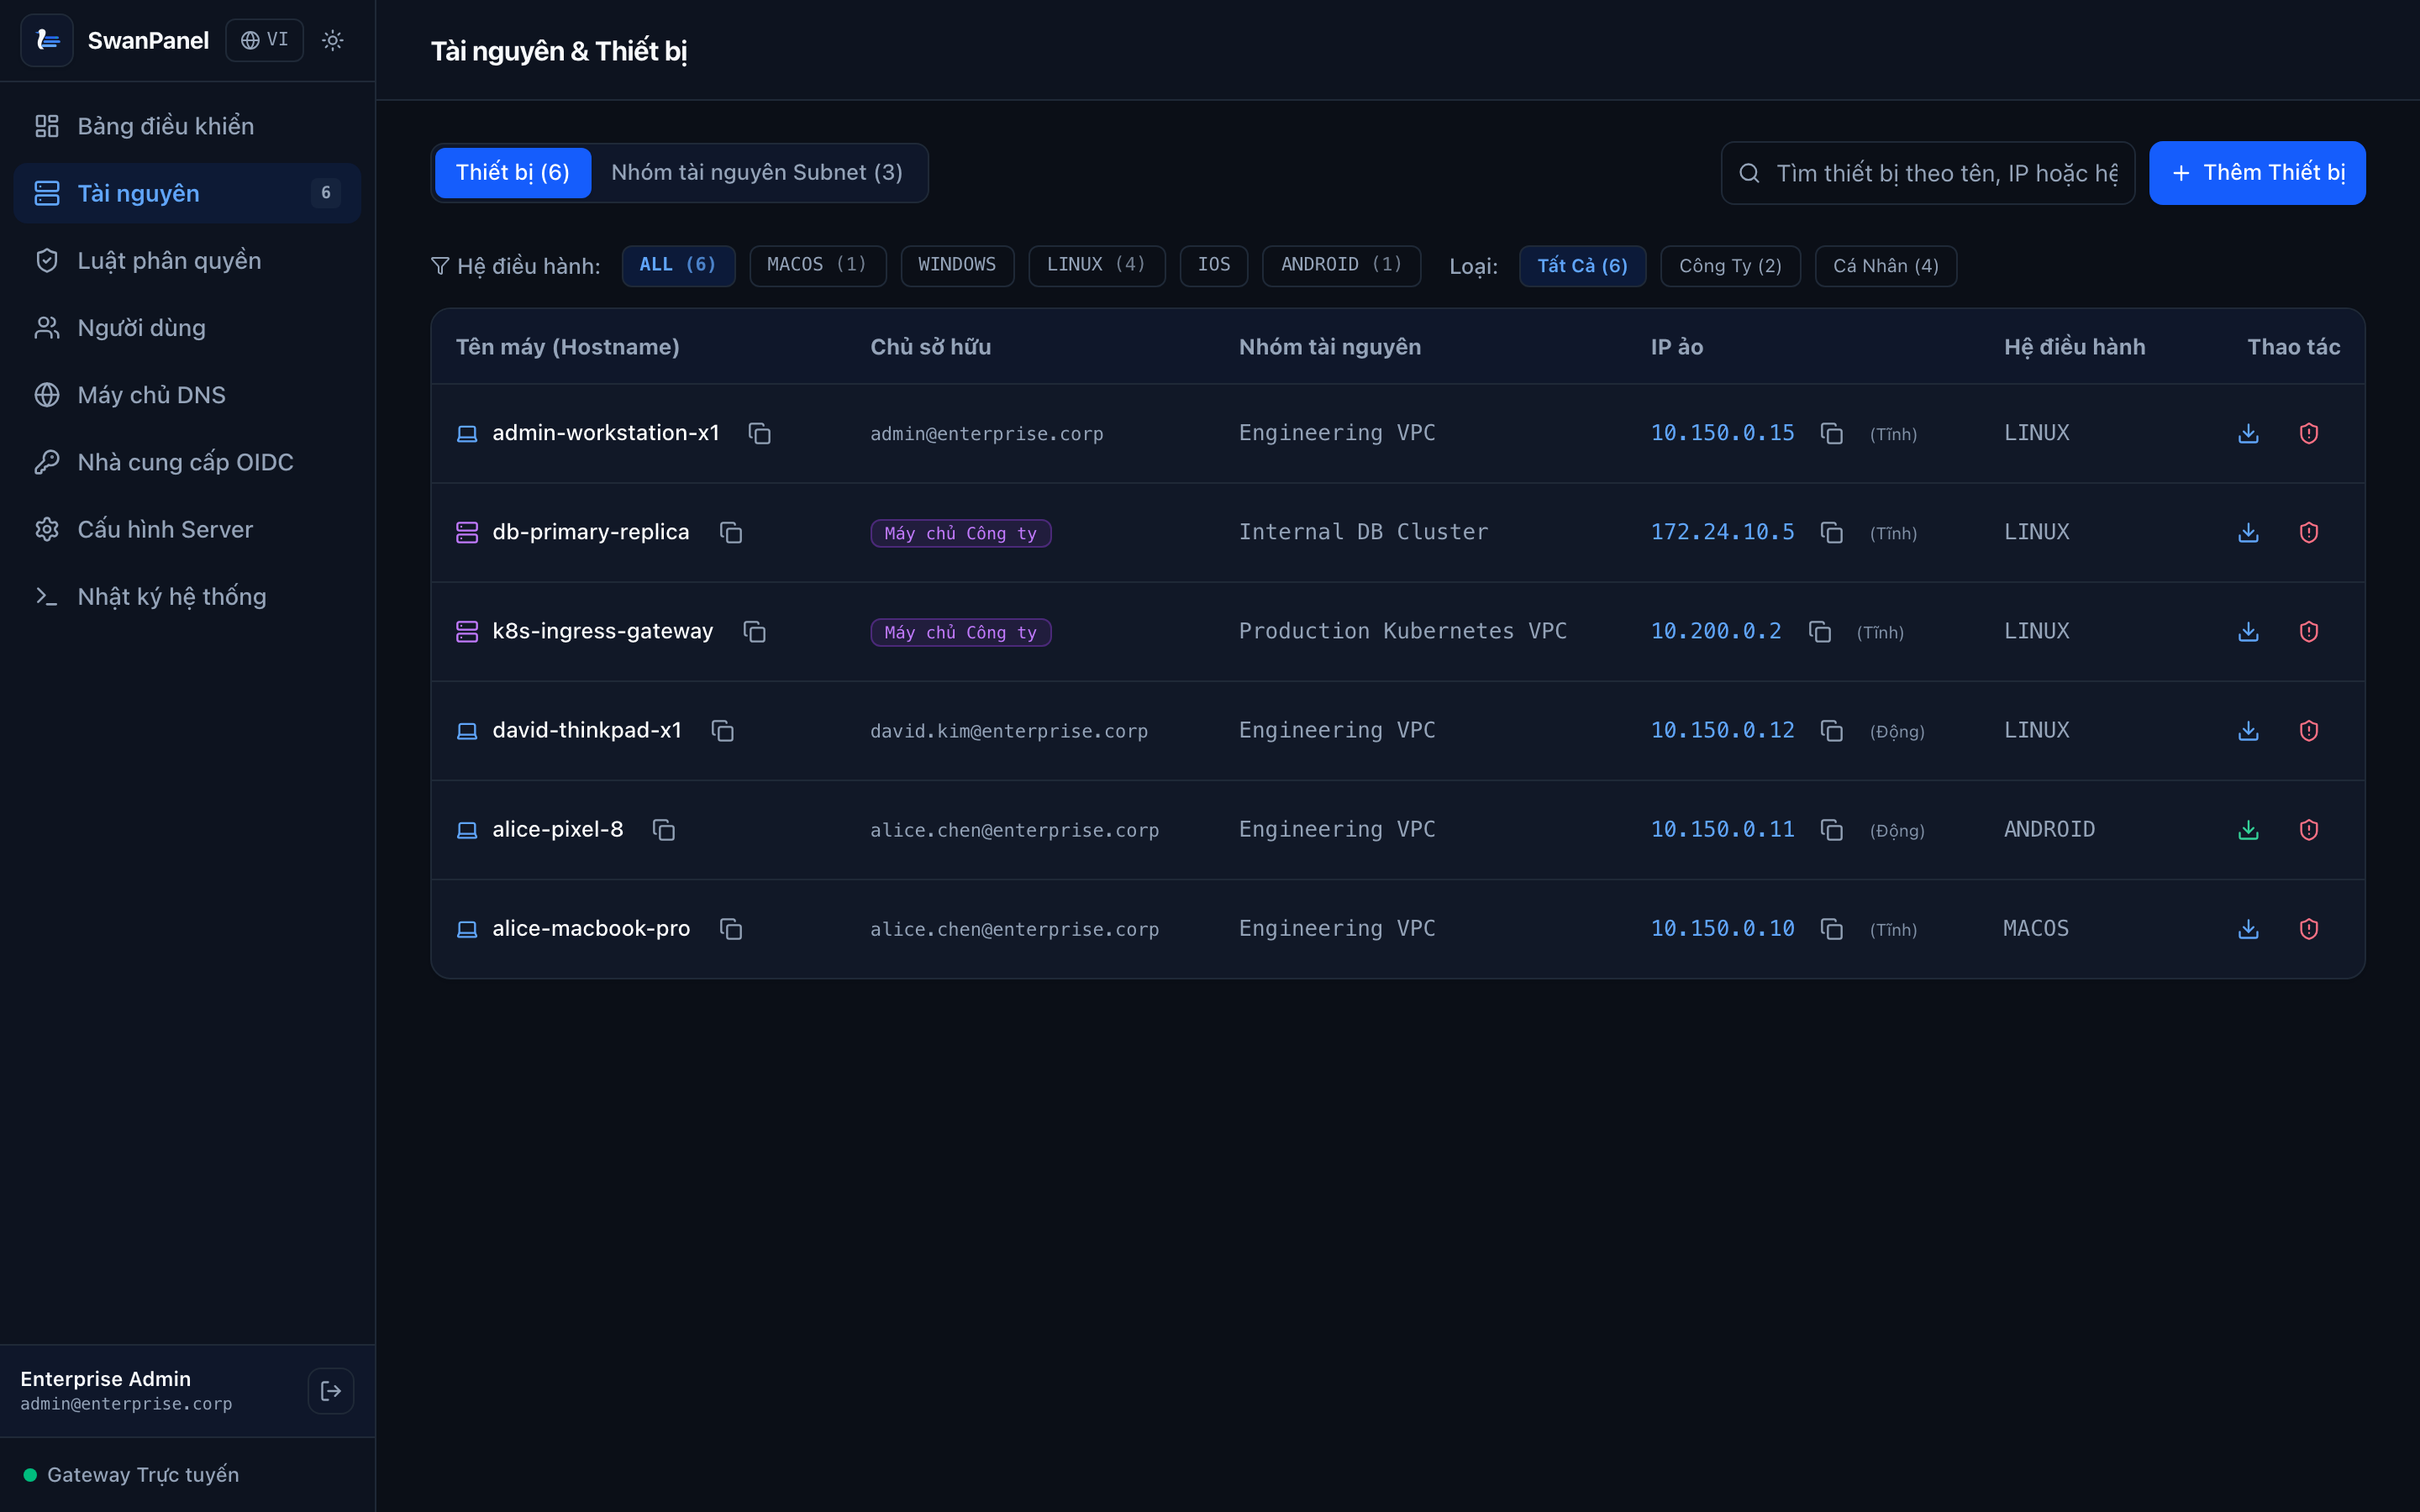 SwanPanel
VI
Tài nguyên & Thiết bị
Bảng điều khiển
Tài nguyên 6
Luật phân quyền
Người dùng
Máy chủ DNS
Nhà cung cấp OIDC
Cấu hình Server
Nhật ký hệ thống
Enterprise Admin
admin@enterprise.corp
Gateway Trực tuyến
Thiết bị (6) Nhóm tài nguyên Subnet (3)
Tìm thiết bị theo tên, IP hoặc hệ
+ Thêm Thiết bị
Hệ điều hành: ALL (6) MACOS (1) WINDOWS LINUX (4) IOS ANDROID (1) Loại: Tất Cả (6) Công Ty (2) Cá Nhân (4)
Tên máy (Hostname) Chủ sở hữu Nhóm tài nguyên IP ảo Hệ điều hành Thao tác
admin-workstation-x1 admin@enterprise.corp Engineering VPC 10.150.0.15 (Tĩnh) LINUX
db-primary-replica Máy chủ Công ty Internal DB Cluster 172.24.10.5 (Tĩnh) LINUX
k8s-ingress-gateway Máy chủ Công ty Production Kubernetes VPC 10.200.0.2 (Tĩnh) LINUX
david-thinkpad-x1 david.kim@enterprise.corp Engineering VPC 10.150.0.12 (Động) LINUX
alice-pixel-8 alice.chen@enterprise.corp Engineering VPC 10.150.0.11 (Động) ANDROID
alice-macbook-pro alice.chen@enterprise.corp Engineering VPC 10.150.0.10 (Tĩnh) MACOS